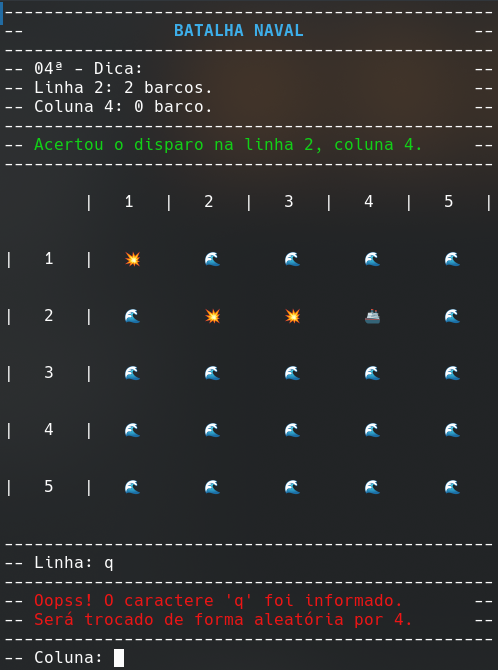 --------------------------------------------------
-- BATALHA NAVAL --
--------------------------------------------------
-- 04ª - Dica: --
-- Linha 2: 2 barcos. --
-- Coluna 4: 0 barco. --
--------------------------------------------------
-- Acertou o disparo na linha 2, coluna 4. --
--------------------------------------------------
| 1 | 2 | 3 | 4 | 5 |
| 1 | 💥 🌊 🌊 🌊 🌊
| 2 | 🌊 💥 💥 🚢 🌊
| 3 | 🌊 🌊 🌊 🌊 🌊
| 4 | 🌊 🌊 🌊 🌊 🌊
| 5 | 🌊 🌊 🌊 🌊 🌊
--------------------------------------------------
-- Linha: q
--------------------------------------------------
-- Oopss! O caractere 'q' foi informado. --
-- Será trocado de forma aleatória por 4. --
--------------------------------------------------
-- Coluna: